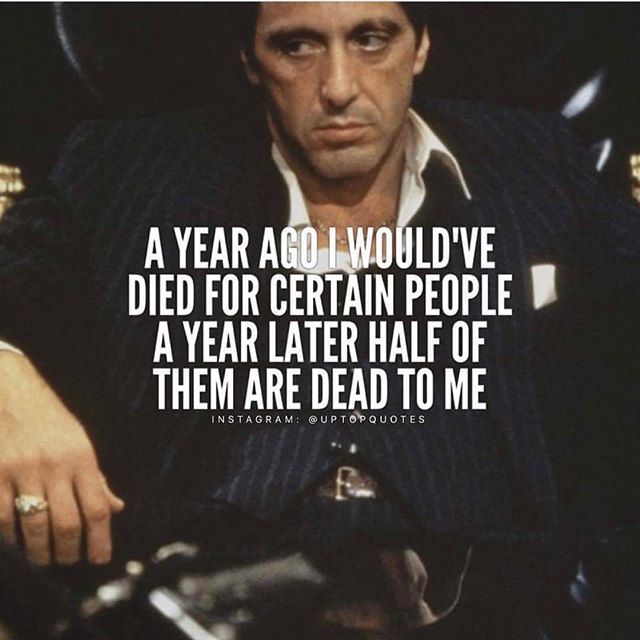 A YEAR AGO I WOULD'VE
DIED FOR CERTAIN PEOPLE
A YEAR LATER HALF OF
THEM ARE DEAD TO ME
INSTAGRAM: @UPTOPQUOTES